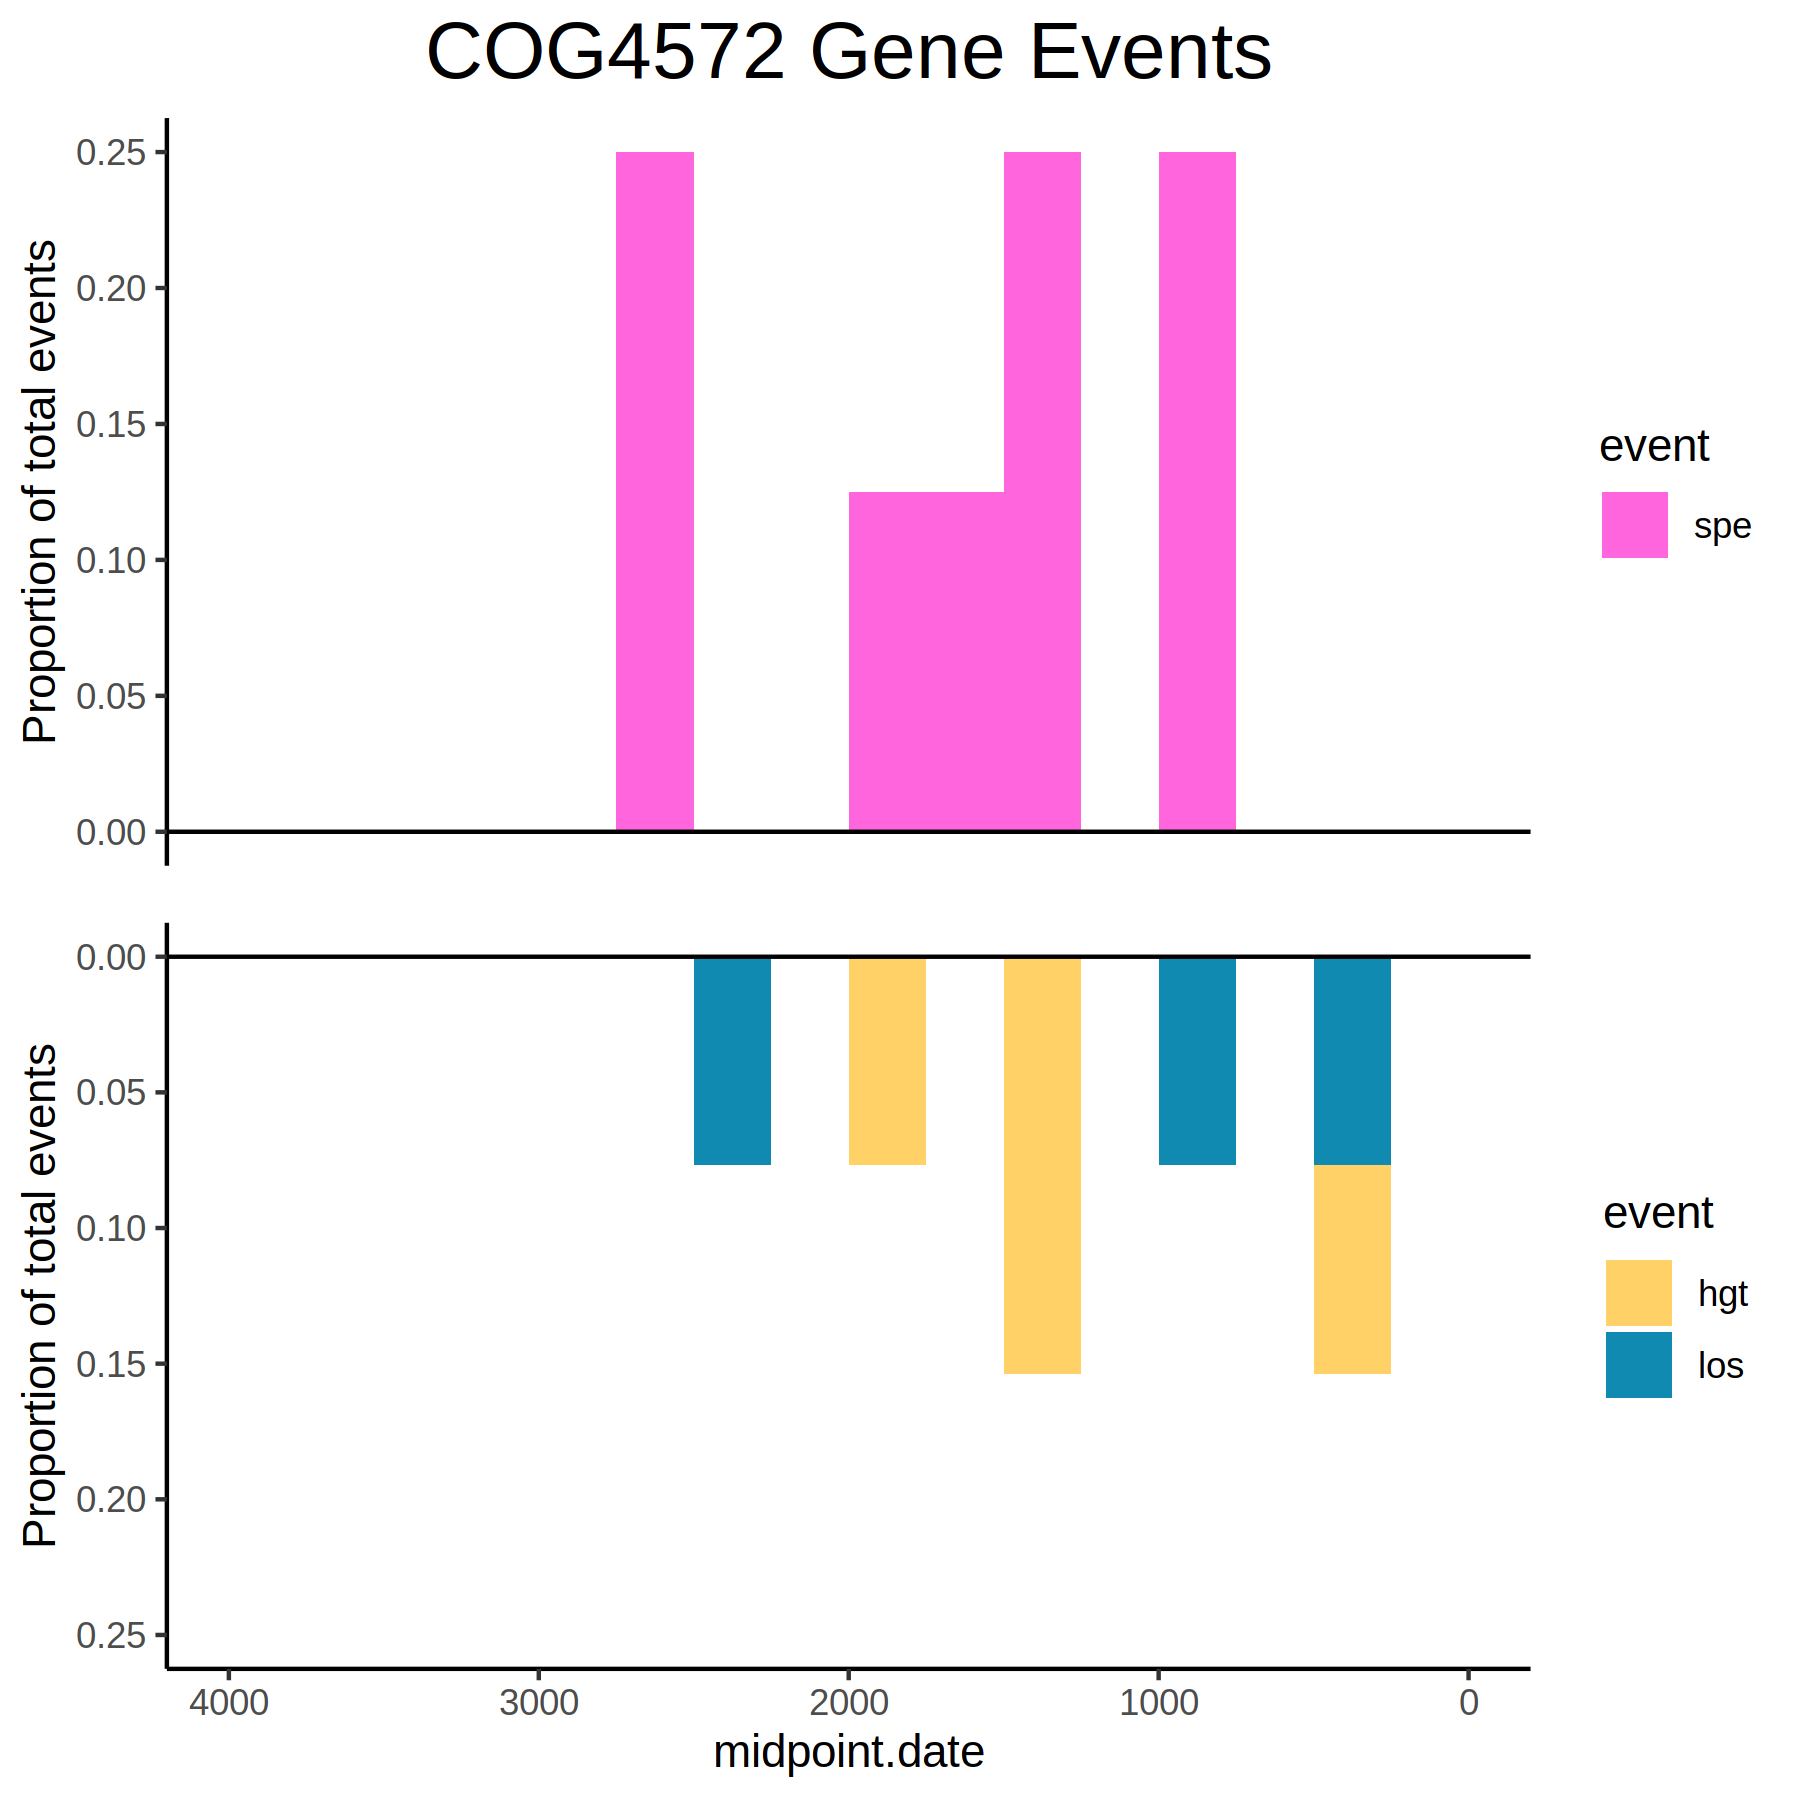 COG4572 Gene Events
Proportion of total events
0.25
0.20
0.15
0.10
0.05
0.00
event
spe
Proportion of total events
0.00
0.05
0.10
0.15
0.20
0.25
event
hgt
los
4000 3000 2000 1000 0
midpoint.date